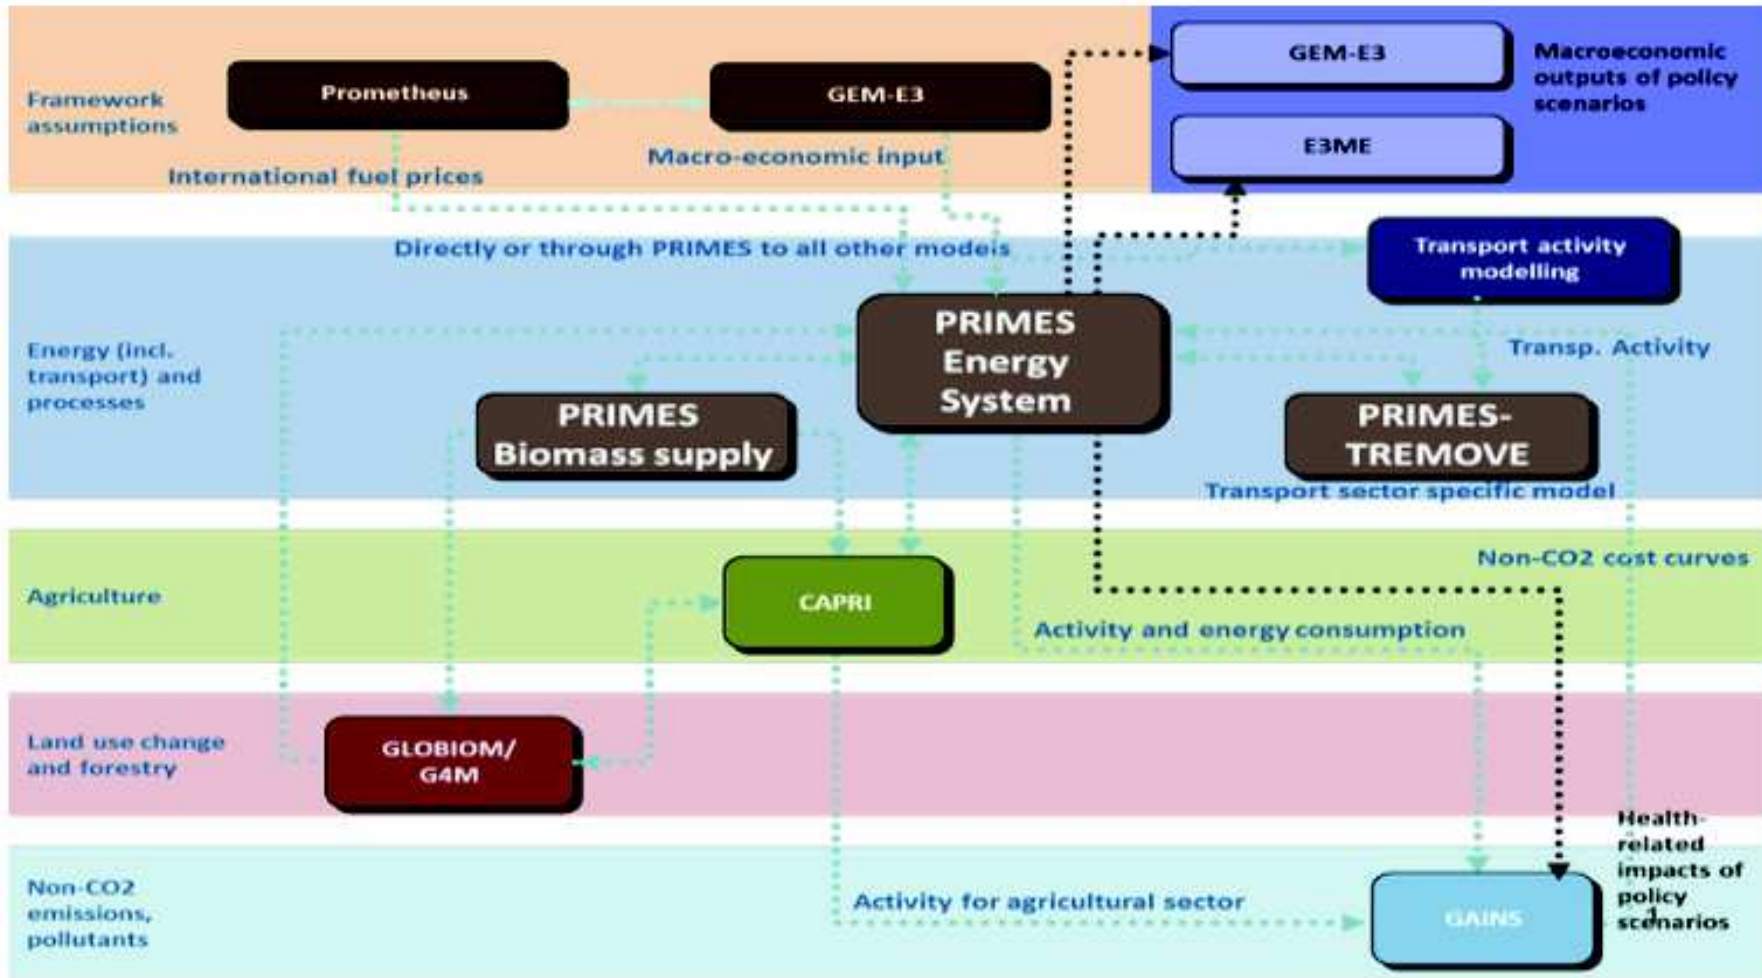 GEM-E3
Macroeconomic
outputs of policy
scenarios
Prometheus
GEM-E3
Framework
assumptions
E3ME
Macro-economic input
International fuel prices
Directly or through PRIMES to all other models
Transport activity
modelling
PRIMES
Energy
System
Energy (incl.
transport) and
processes
Transp. Activity
PRIMES
Biomass supply
PRIMES-
TREMOVE
Transport sector specific model
Non-CO2 cost curves
Agriculture
CAPRI
Activity and energy consumption
Land use change
and forestry
GLOBIOM/
G4M
Health-
related
impacts of
policy
scenarios
Non-CO2
emissions,
pollutants
Activity for agricultural sector
GAINS
1